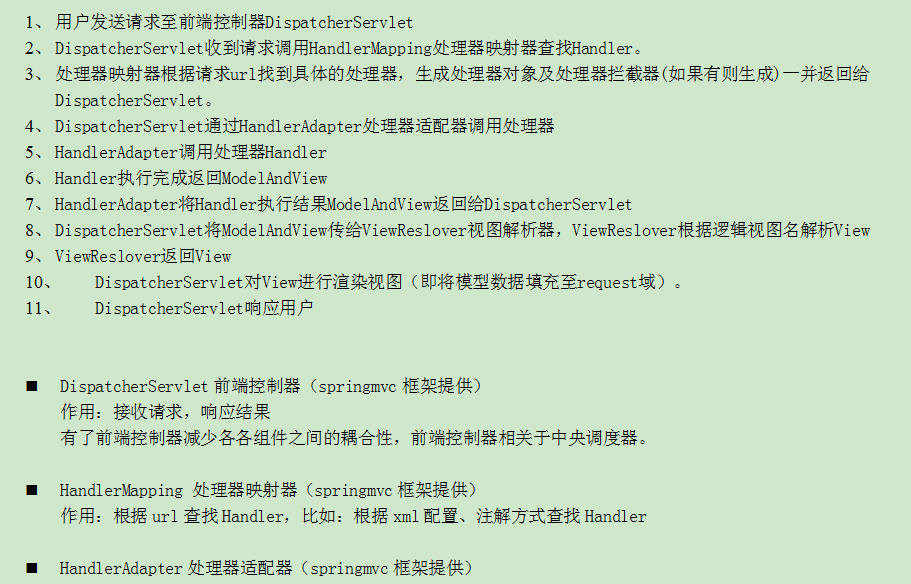 1、用户发送请求至前端控制器DispatcherServlet
2、DispatcherServlet收到请求调用HandlerMapping处理器映射器查找Handler。
3、处理器映射器根据请求url找到具体的处理器，生成处理器对象及处理器拦截器(如果有则生成)一并返回给
DispatcherServlet。
4、DispatcherServlet通过HandlerAdapter处理器适配器调用处理器
5、HandlerAdapter调用处理器Handler
6、Handler执行完成返回ModelAndView
7、HandlerAdapter将Handler执行结果ModelAndView返回给DispatcherServlet
8、DispatcherServlet将ModelAndView传给ViewReslover视图解析器，ViewReslover根据逻辑视图名解析View
9、ViewReslover返回View
10、 DispatcherServlet对View进行渲染视图（即将模型数据填充至request域）。
11、 DispatcherServlet响应用户
■ DispatcherServlet 前端控制器（springmvc 框架提供）
作用：接收请求，响应结果
有了前端控制器减少各各组件之间的耦合性，前端控制器相关于中央调度器。
■ HandlerMapping 处理器映射器（springmvc 框架提供）
作用：根据 url 查找 Handler，比如：根据 xml 配置、注解方式查找 Handler
■ HandlerAdapter 处理器适配器（springmvc 框架提供）